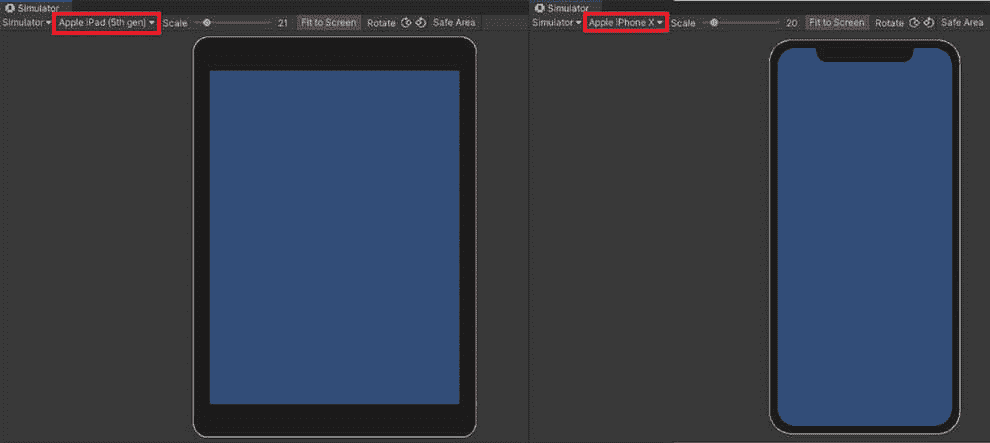 Simulator
Simulator Apple iPad (5th gen) Scale 21 Fit to Screen Rotate Safe Area
Simulator
Simulator Apple iPhone X Scale 20 Fit to Screen Rotate Safe Area